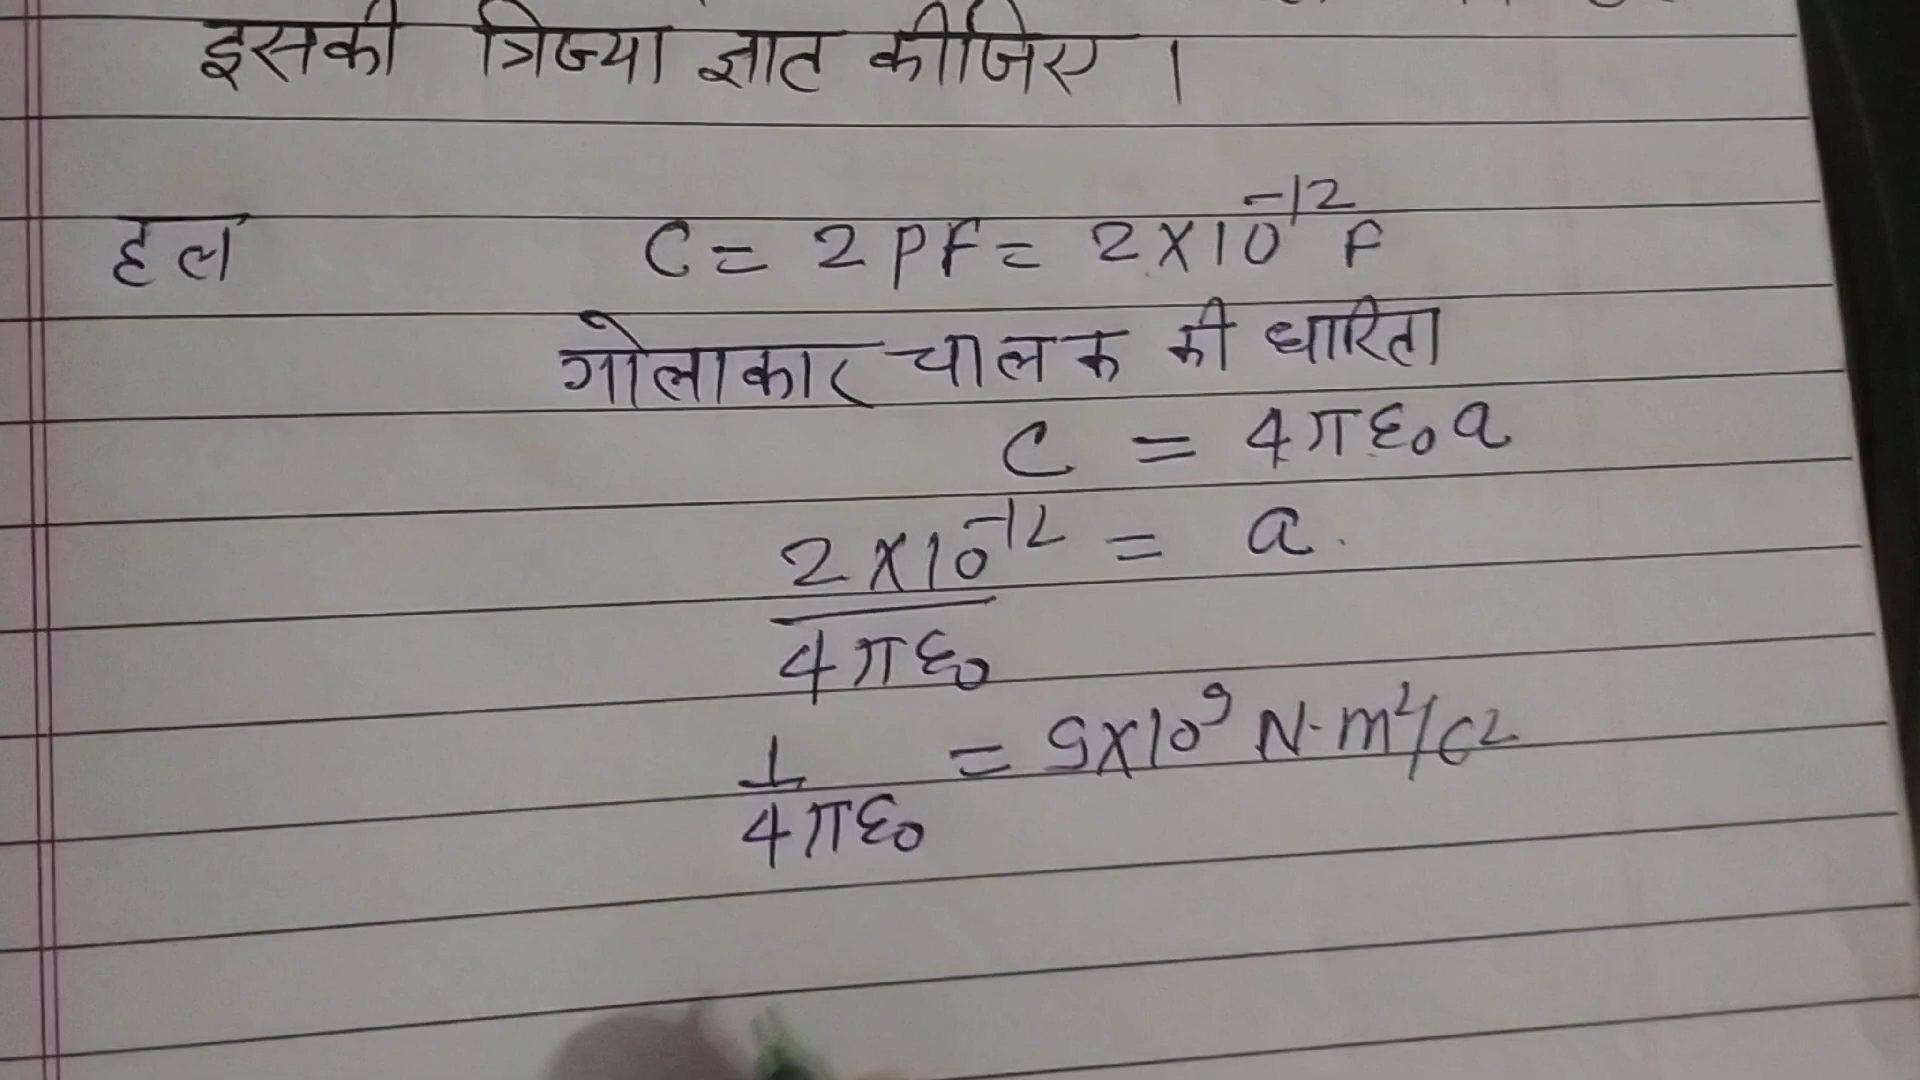 इसकी त्रिज्या ज्ञात कीजिए ।
हल C = 2 PF = 2×10⁻¹² F
गोलाकार चालक की धारिता
C = 4πε₀a
2×10⁻¹² / 4πε₀ = a.
1 / 4πε₀ = 9×10⁹ N·m²/C²